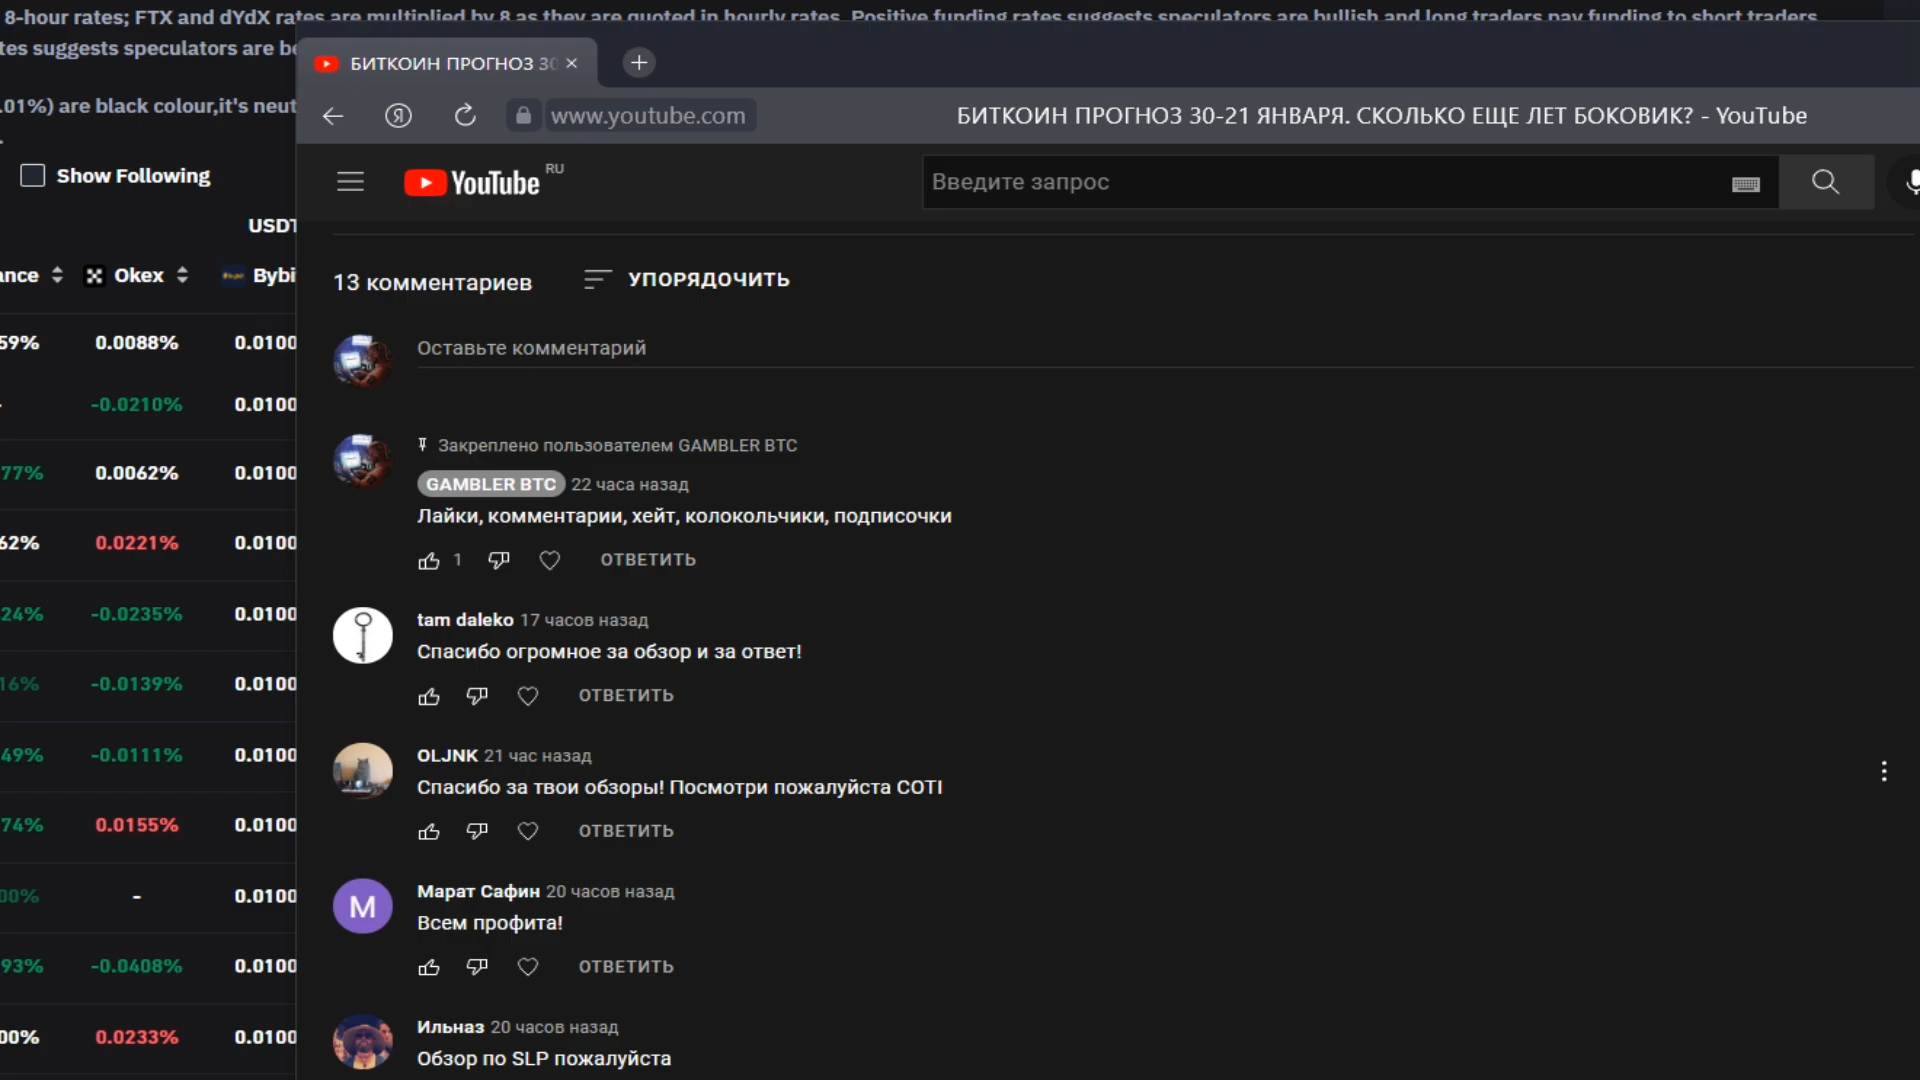 8-hour rates; FTX and dYdX rates are multiplied by 8 as they are quoted in hourly rates. Positive funding rates suggests speculators are bullish and long traders pay funding to short traders
tes suggests speculators are be
.01%) are black colour,it's neut
Show Following
USDT
ance Okex Bybi
59% 0.0088% 0.0100
- -0.0210% 0.0100
77% 0.0062% 0.0100
62% 0.0221% 0.0100
24% -0.0235% 0.0100
16% -0.0139% 0.0100
49% -0.0111% 0.0100
74% 0.0155% 0.0100
00% - 0.0100
93% -0.0408% 0.0100
00% 0.0233% 0.0100
БИТКОИН ПРОГНОЗ 30
www.youtube.com
БИТКОИН ПРОГНОЗ 30-21 ЯНВАРЯ. СКОЛЬКО ЕЩЕ ЛЕТ БОКОВИК? - YouTube
YouTube RU
Введите запрос
13 комментариев
УПОРЯДОЧИТЬ
Оставьте комментарий
Закреплено пользователем GAMBLER BTC
GAMBLER BTC 22 часа назад
Лайки, комментарии, хейт, колокольчики, подписочки
1 ОТВЕТИТЬ
tam daleko 17 часов назад
Спасибо огромное за обзор и за ответ!
ОТВЕТИТЬ
OLJNK 21 час назад
Спасибо за твои обзоры! Посмотри пожалуйста COTI
ОТВЕТИТЬ
М
Марат Сафин 20 часов назад
Всем профита!
ОТВЕТИТЬ
Ильназ 20 часов назад
Обзор по SLP пожалуйста